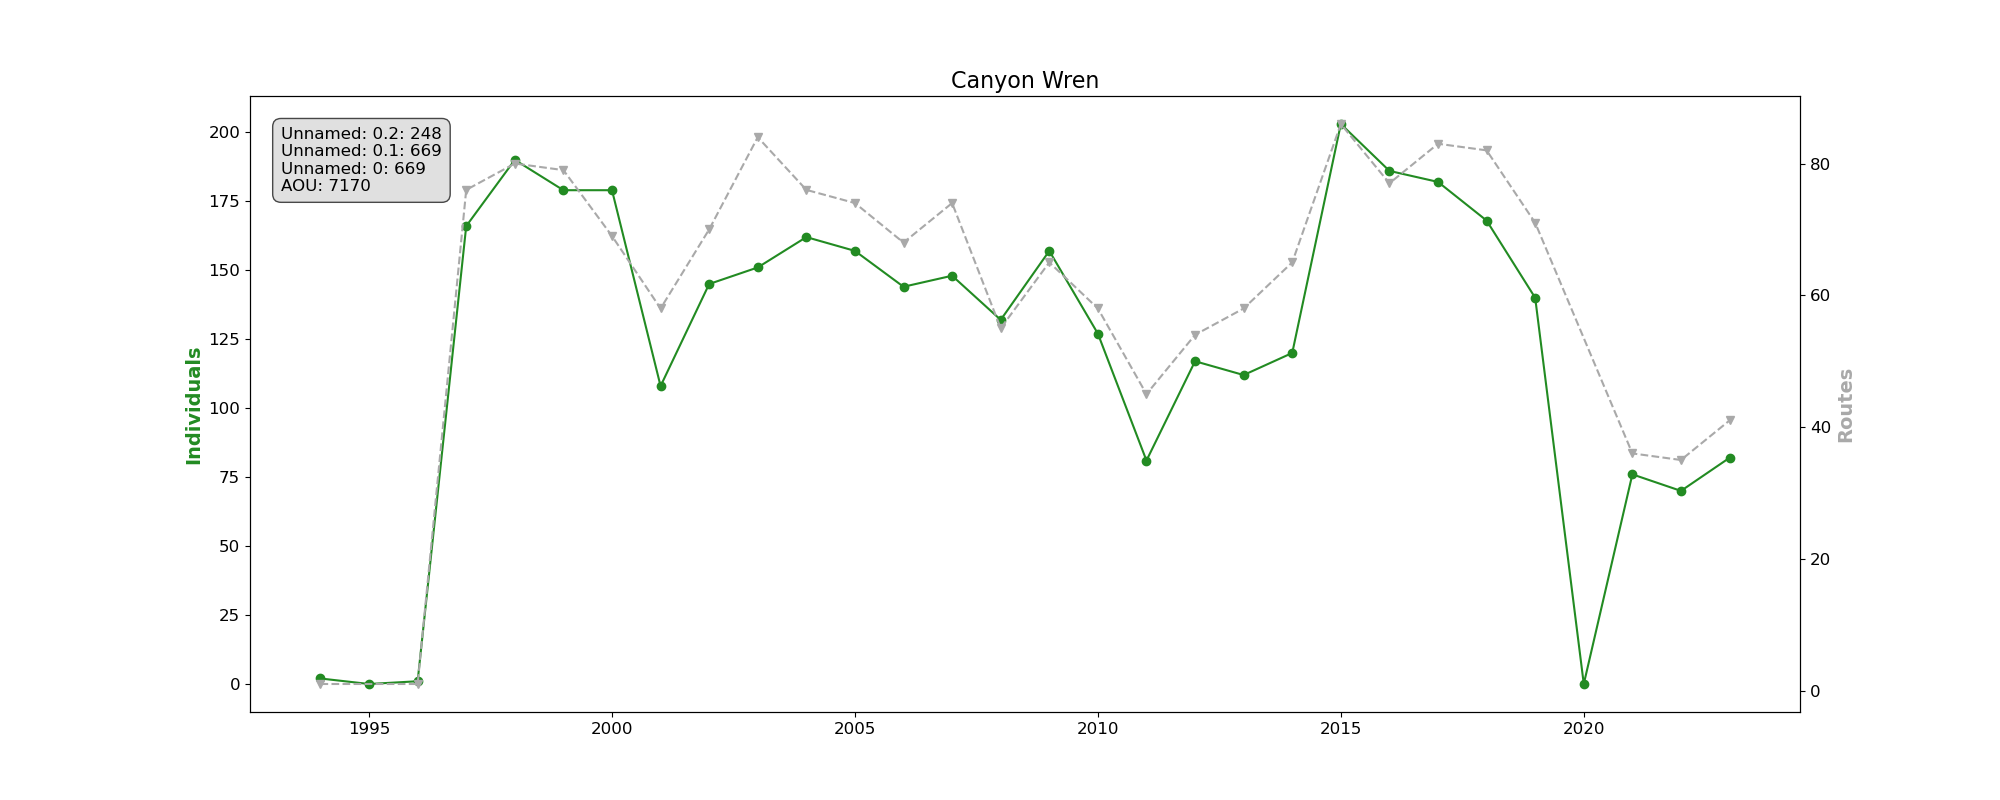 Canyon Wren
Unnamed: 0.2: 248
Unnamed: 0.1: 669
Unnamed: 0: 669
AOU: 7170
Individuals
200
175
150
125
100
75
50
25
0
80
60
40
20
0
Routes
1995 2000 2005 2010 2015 2020